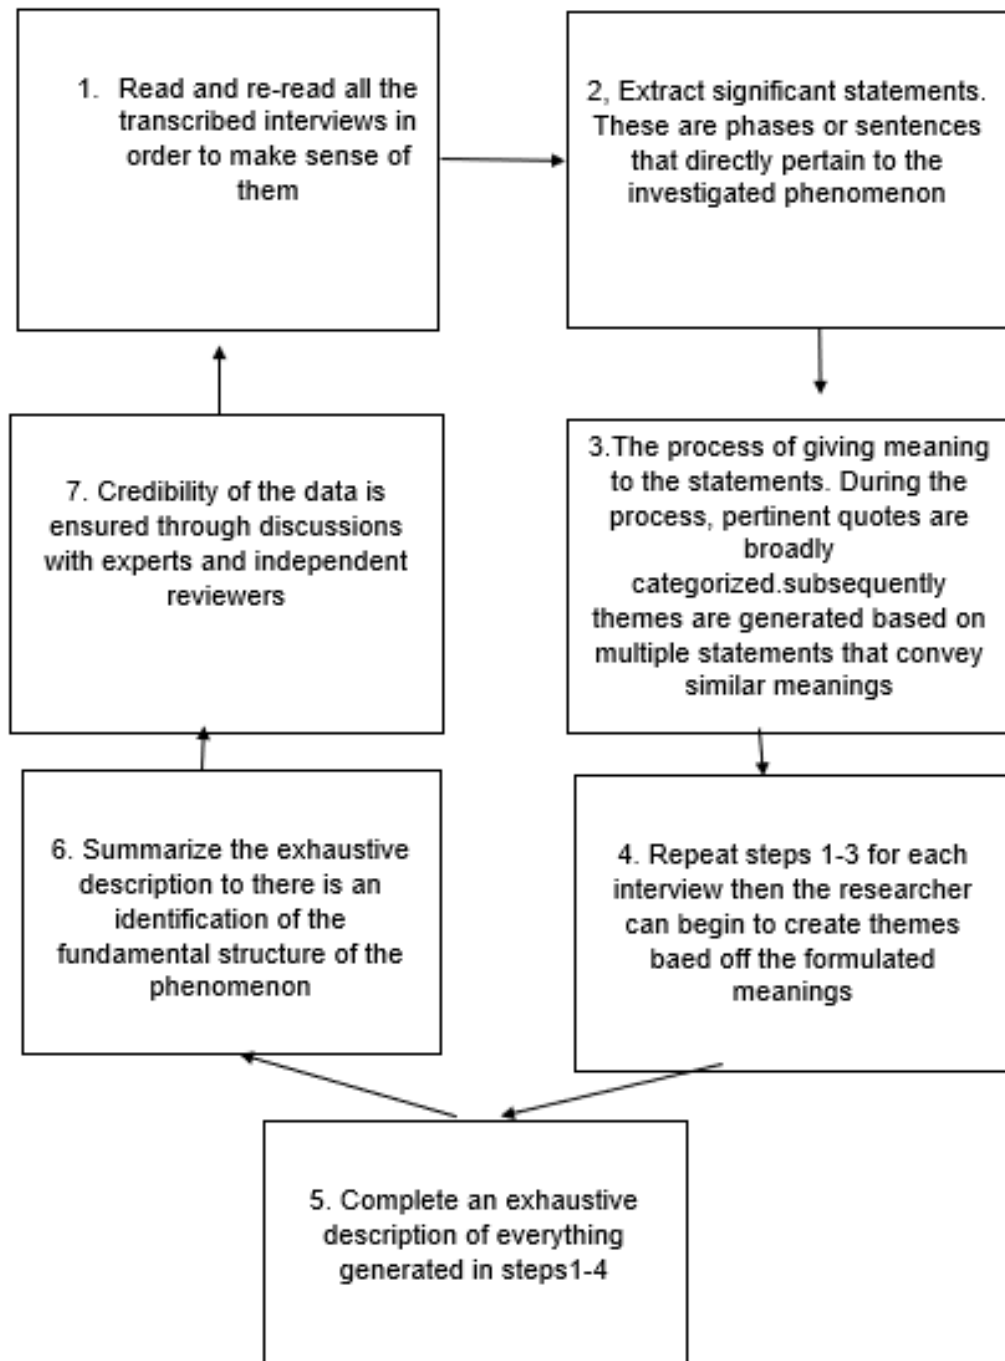 1. Read and re-read all the
transcribed interviews in
order to make sense of
them
2, Extract significant statements.
These are phases or sentences
that directly pertain to the
investigated phenomenon
3.The process of giving meaning
to the statements. During the
process, pertinent quotes are
broadly
categorized.subsequently
themes are generated based on
multiple statements that convey
similar meanings
4. Repeat steps 1-3 for each
interview then the researcher
can begin to create themes
baed off the formulated
meanings
5. Complete an exhaustive
description of everything
generated in steps1-4
6. Summarize the exhaustive
description to there is an
identification of the
fundamental structure of the
phenomenon
7. Credibility of the data is
ensured through discussions
with experts and independent
reviewers